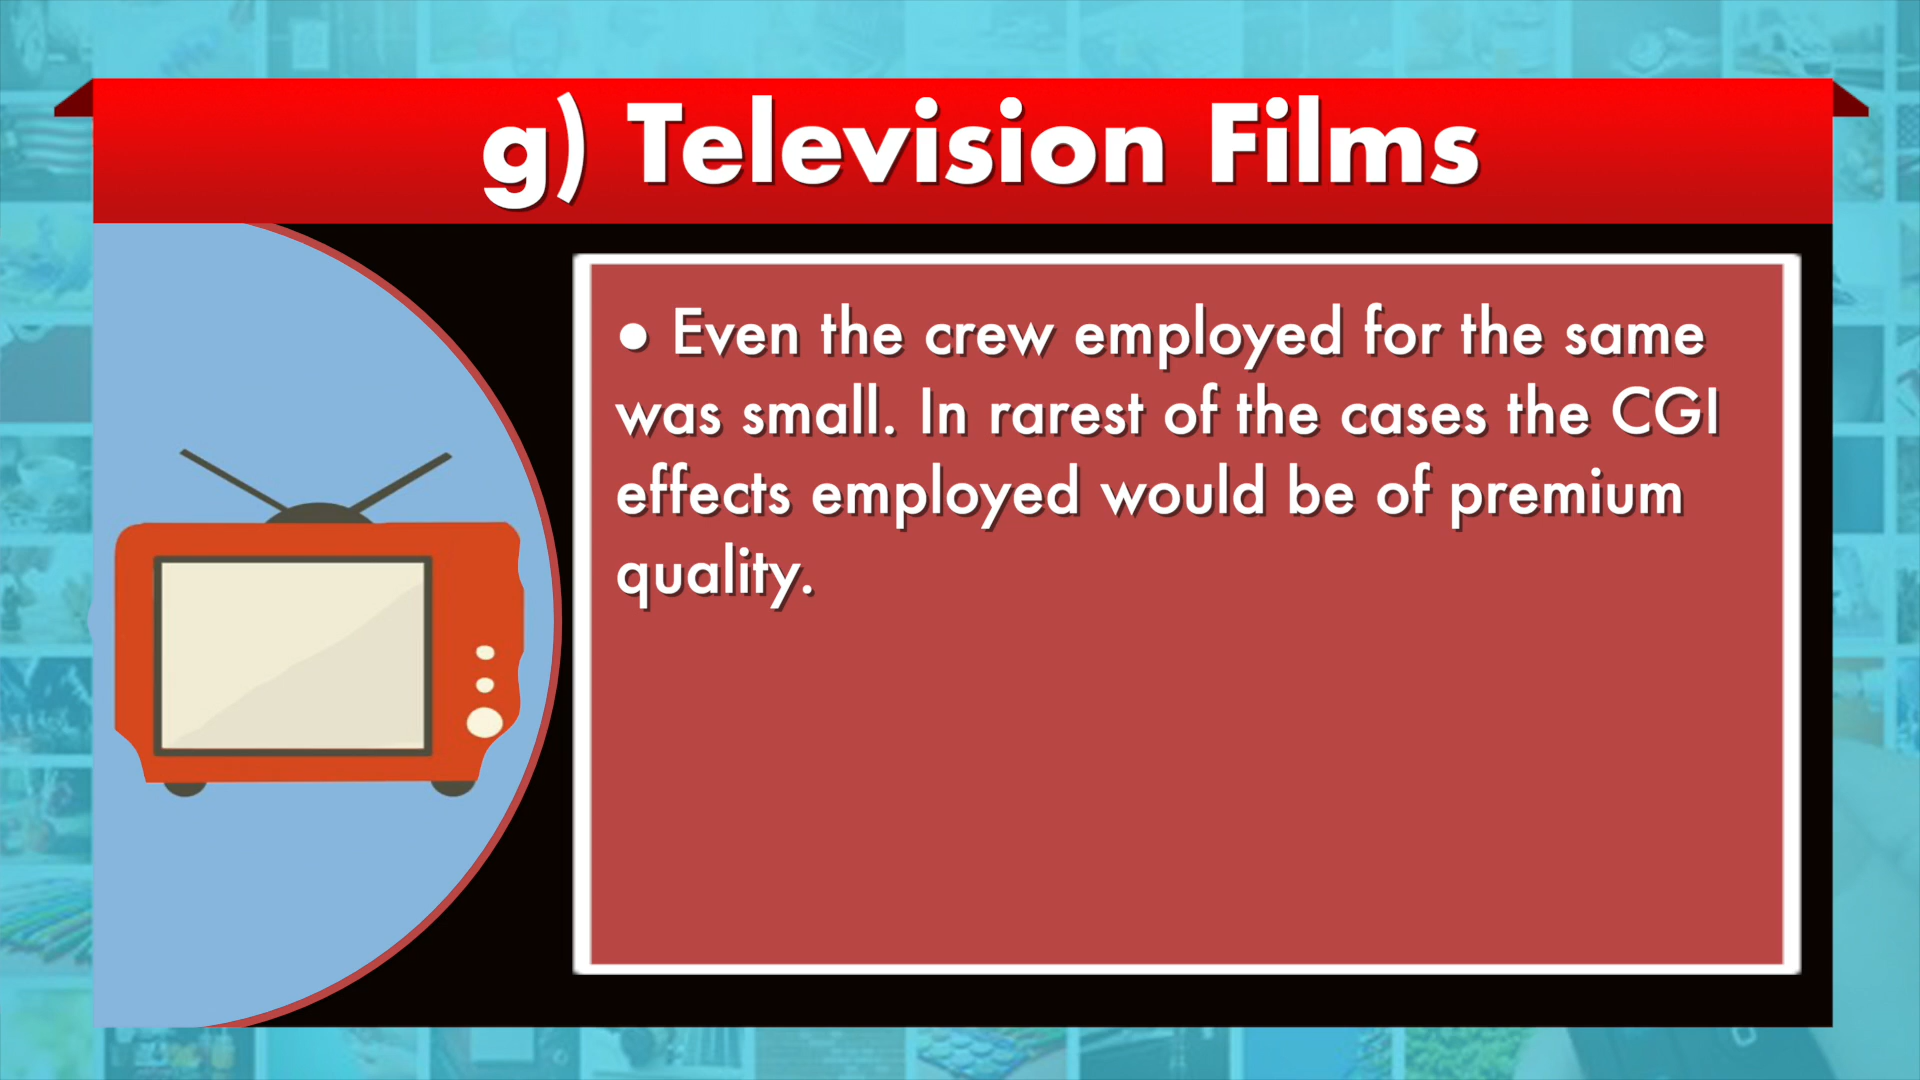 g) Television Films
● Even the crew employed for the same
was small. In rarest of the cases the CGI
effects employed would be of premium
quality.